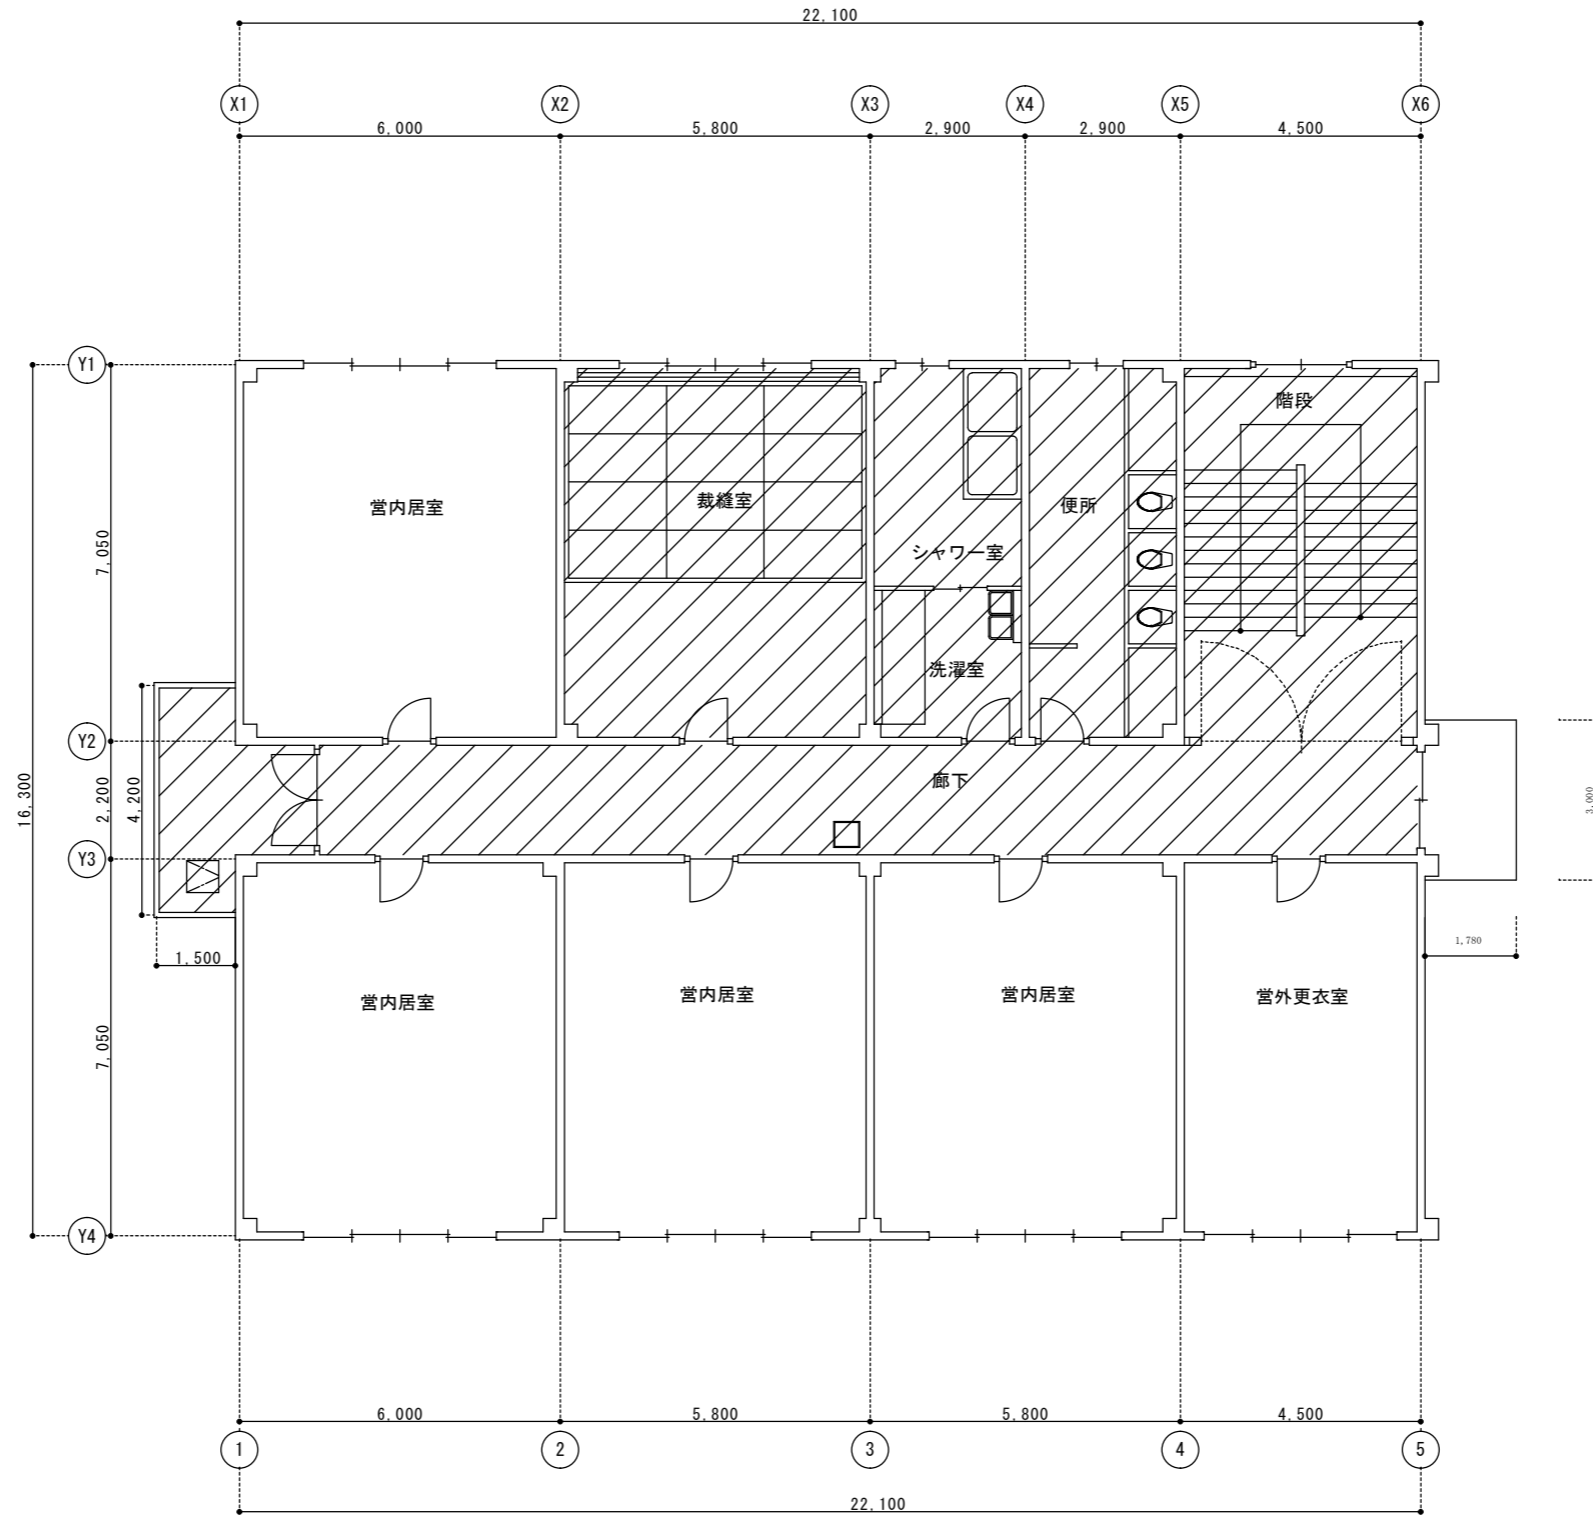 22,100
X1
X2
X3
X4
X5
X6
6,000
5,800
2,900
2,900
4,500
Y1
階段
営内居室
裁縫室
便所
7,050
シャワー室
洗濯室
Y2
廊下
16,300
2,200
4,200
3,000
Y3
1,500
1,780
営内居室
営内居室
営内居室
営外更衣室
7,050
Y4
6,000
5,800
5,800
4,500
1
2
3
4
5
22,100